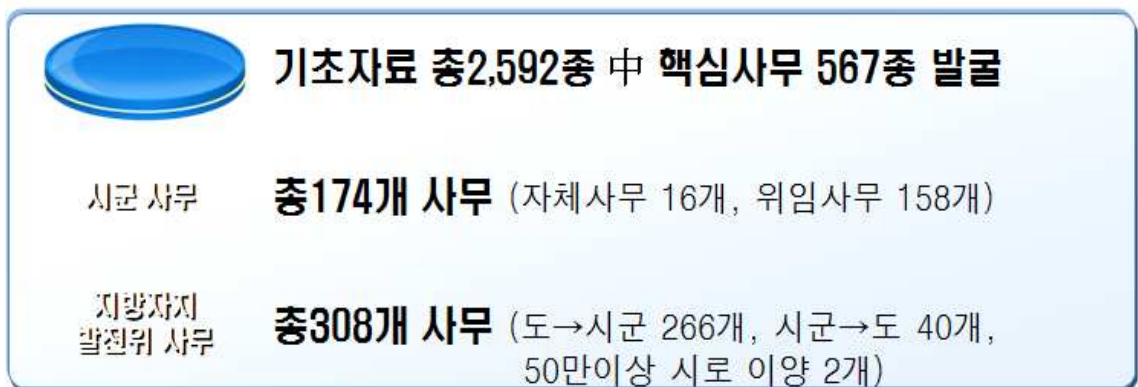 기초자료 총2,592종 中 핵심사무 567종 발굴
시군 사무
총174개 사무 (자체사무 16개, 위임사무 158개)
지방자치
발전위 사무
총308개 사무 (도→시군 266개, 시군→도 40개,
50만이상 시로 이양 2개)